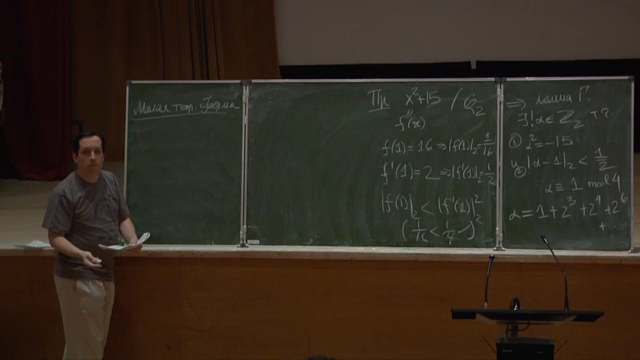 Малая теор. Ферма
Пр x²+15 / ℚ₂
f(x)
f(1)=16 ⇒ |f(1)|₂=1/16
f'(1)=2 ⇒ |f'(1)|₂=1/2
|f(1)|₂ < |f'(1)|₂²
(1/16 < 1/4 ✓)
⇒ лемма Г.
∃! α∈ℤ₂ т.ч.
① α²=-15
② |α-1|₂ < 1/2
α ≡ 1 mod 4
α=1+2³+2⁴+2⁶
+